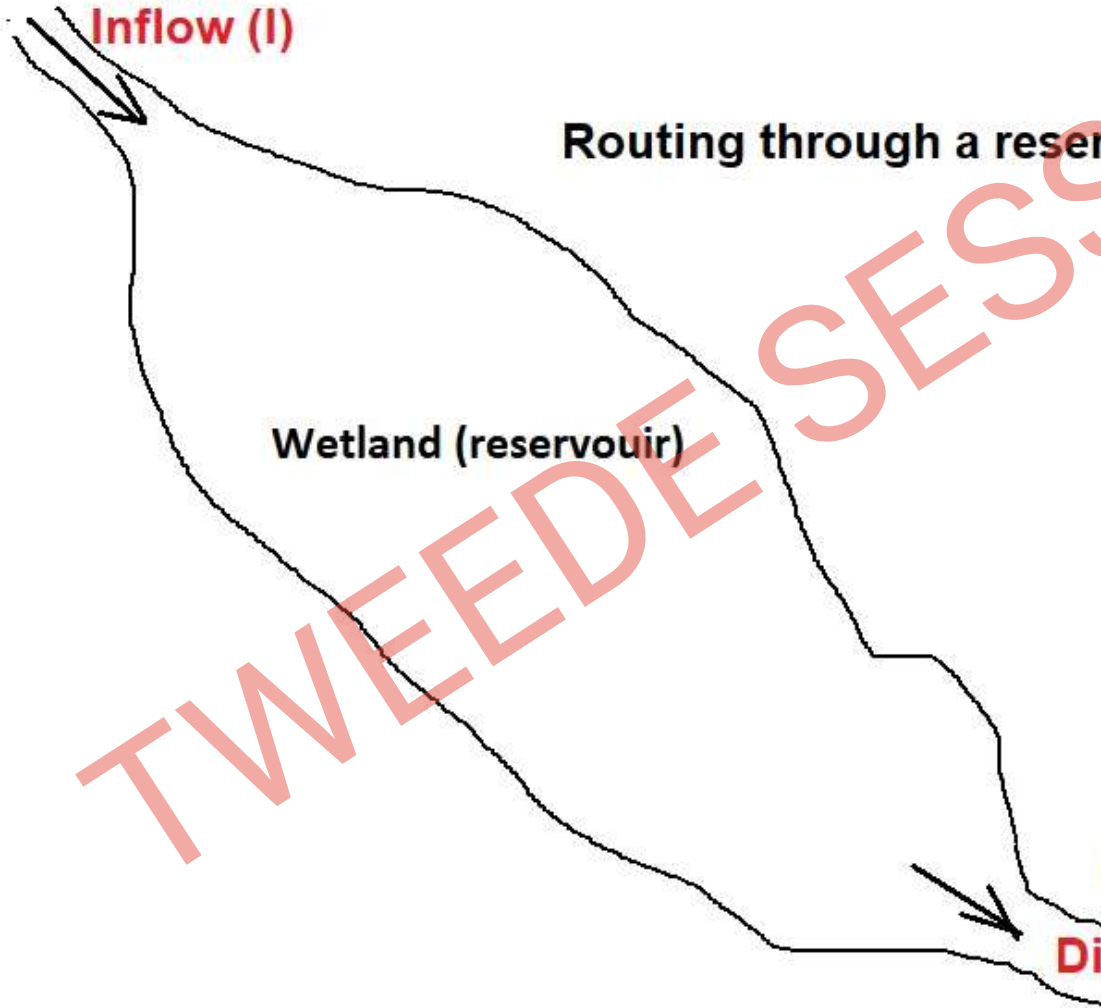 Inflow (I)
Routing through a reser
Wetland (reservouir)
TWEEDE SESS
Di